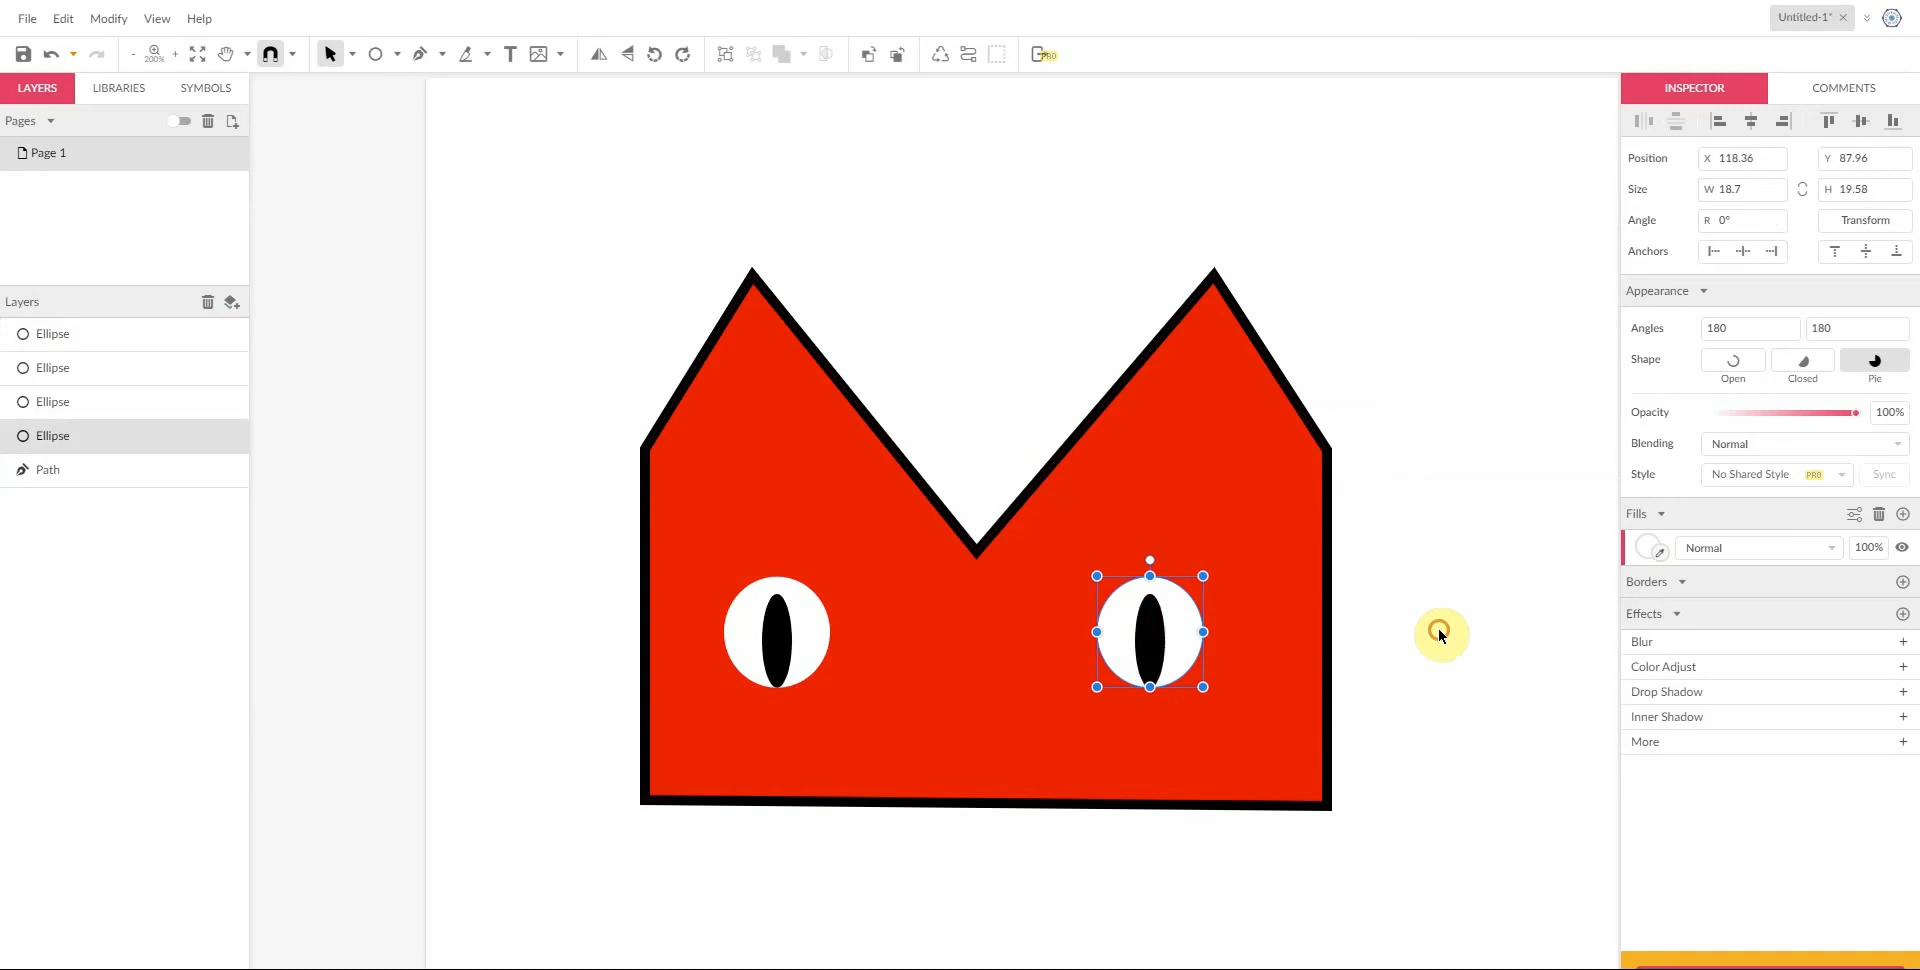 File Edit Modify View Help
Untitled-1*
200%
PRO
LAYERS LIBRARIES SYMBOLS
INSPECTOR COMMENTS
Pages
Page 1
Layers
Ellipse
Ellipse
Ellipse
Ellipse
Path
Position X 118.36 Y 87.96
Size W 18.7 H 19.58
Angle R 0° Transform
Anchors
Appearance
Angles 180 180
Shape
Open Closed Pie
Opacity 100%
Blending Normal
Style No Shared Style PRO Sync
Fills
Normal 100%
Borders
Effects
Blur +
Color Adjust +
Drop Shadow +
Inner Shadow +
More +